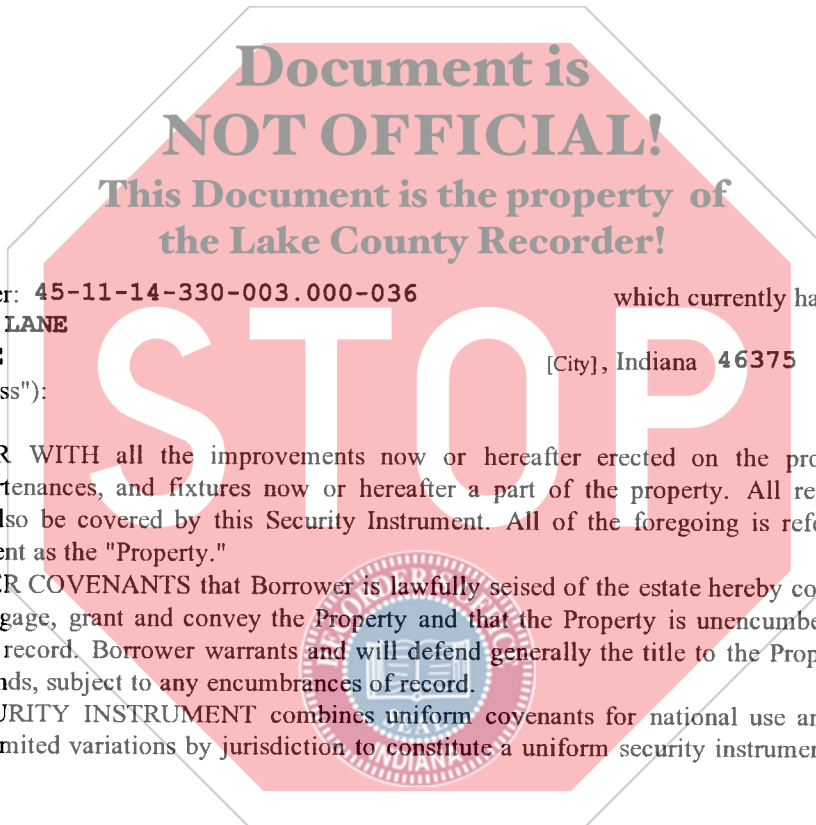 Document is
NOT OFFICIAL!
This Document is the property of
the Lake County Recorder!
er: 45-11-14-330-003.000-036 which currently ha
LANE
[City], Indiana 46375
ss"):
STOP
R WITH all the improvements now or hereafter erected on the pro
rtenances, and fixtures now or hereafter a part of the property. All re
lso be covered by this Security Instrument. All of the foregoing is refe
ent as the "Property."
ER COVENANTS that Borrower is lawfully seised of the estate hereby co
gage, grant and convey the Property and that the Property is unencumbe
record. Borrower warrants and will defend generally the title to the Prop
nds, subject to any encumbrances of record.
URITY INSTRUMENT combines uniform covenants for national use an
mited variations by jurisdiction to constitute a uniform security instrumen
SEAL
INDIANA